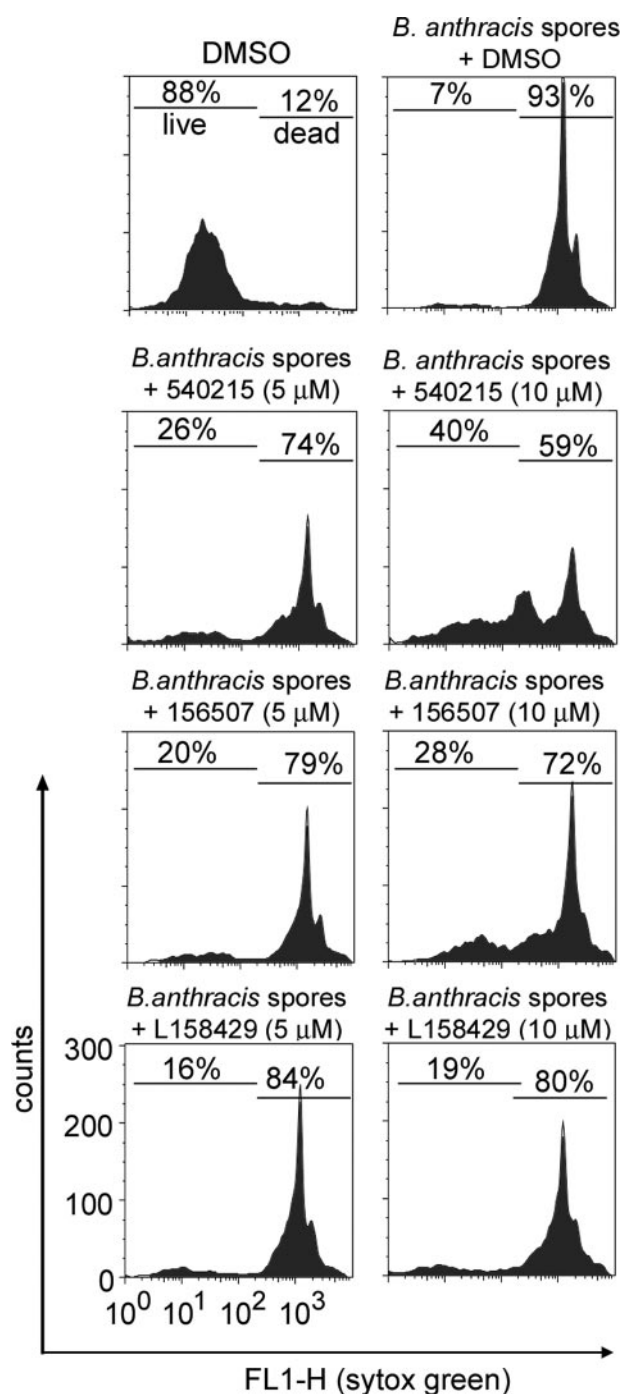 DMSO
88%
12%
live
dead
B. anthracis spores
+ DMSO
7%
93%
B.anthracis spores
+ 540215 (5 μM)
26%
74%
B. anthracis spores
+ 540215 (10 μM)
40%
59%
B.anthracis spores
+ 156507 (5 μM)
20%
79%
B.anthracis spores
+ 156507 (10 μM)
28%
72%
B.anthracis spores
+ L158429 (5 μM)
16%
84%
B.anthracis spores
+ L158429 (10 μM)
19%
80%
counts
300
200
100
0
10⁰ 10¹ 10² 10³
FL1-H (sytox green)